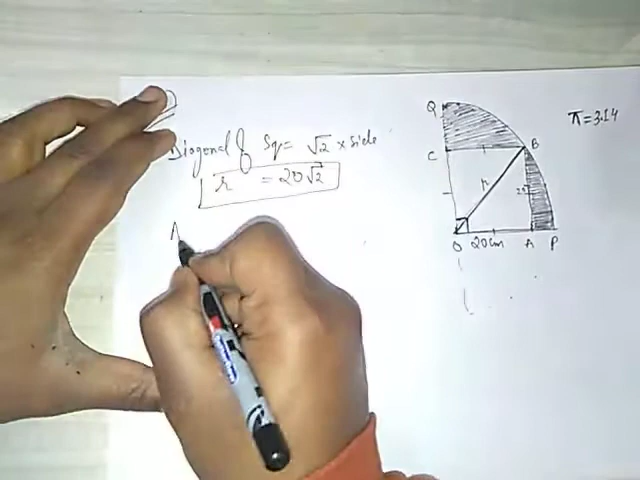 Diagonal of Sq = √2 × side
r = 20√2
Q
π = 3.14
C
B
r
20
O 20cm A P